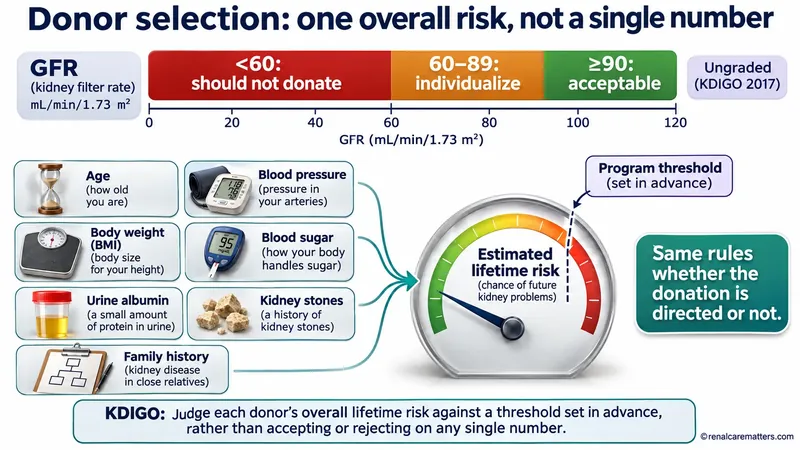 Donor selection: one overall risk, not a single number
GFR
(kidney filter rate)
mL/min/1.73 m²
<60:
should not donate
60–89:
individualize
≥90:
acceptable
Ungraded
(KDIGO 2017)
0 20 40 60 80 100 120
GFR (mL/min/1.73 m²)
Age
(how old
you are)
Blood pressure
(pressure in
your arteries)
Body weight
(BMI)
(body size
for your height)
Blood sugar
(how your body
handles sugar)
95
Urine albumin
(a small amount
of protein in urine)
Kidney stones
(a history of
kidney stones)
Family history
(kidney disease
in close relatives)
Program threshold
(set in advance)
Estimated
lifetime risk
(chance of future
kidney problems)
Same rules
whether the
donation is
directed or not.
KDIGO: Judge each donor’s overall lifetime risk against a threshold set in advance,
rather than accepting or rejecting on any single number.
©renalcarematters.com